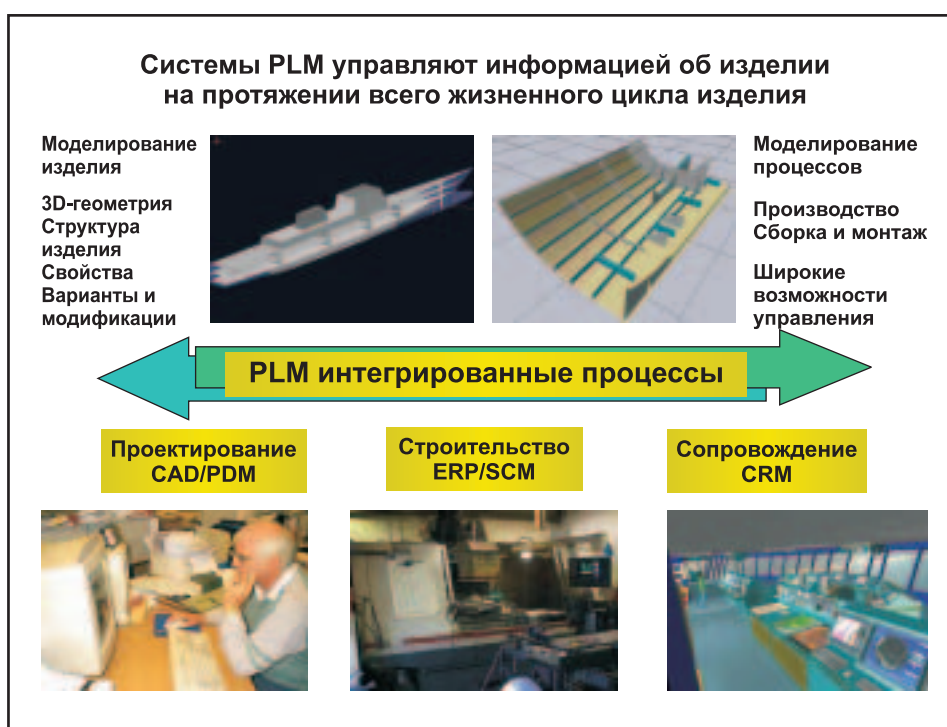 Системы PLM управляют информацией об изделии
на протяжении всего жизненного цикла изделия
Моделирование
изделия
3D-геометрия
Структура
изделия
Свойства
Варианты и
модификации
Моделирование
процессов
Производство
Сборка и монтаж
Широкие
возможности
управления
PLM интегрированные процессы
Проектирование
CAD/PDM
Строительство
ERP/SCM
Сопровождение
CRM